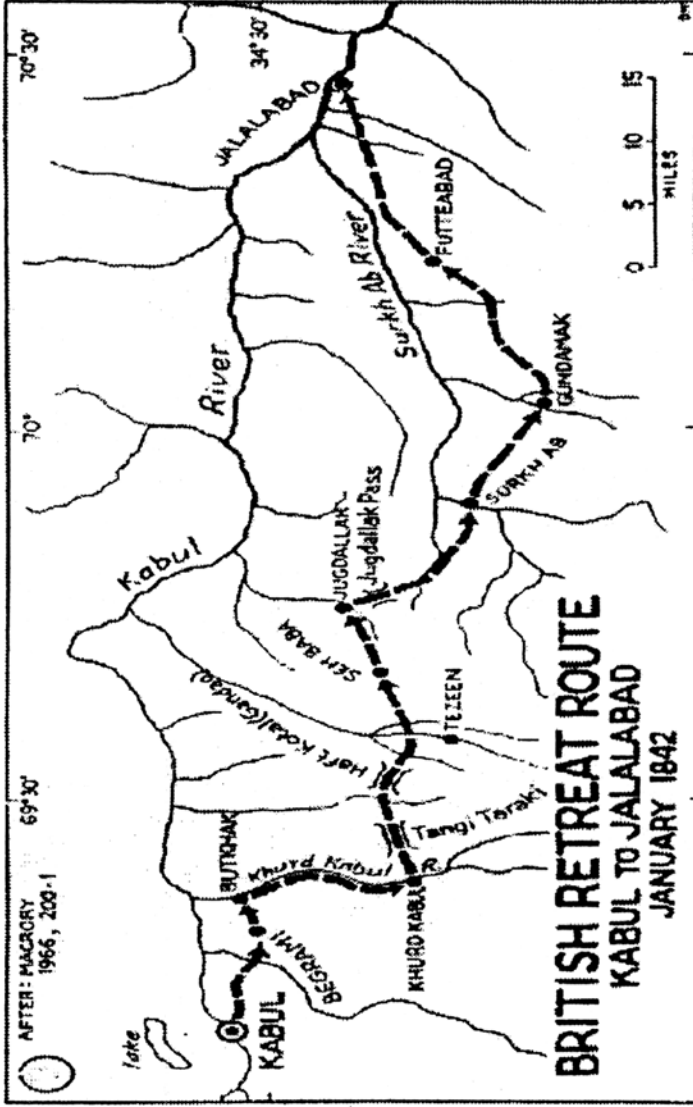 AFTER: MACRORY
1966, 200-1
69°30'
70°
70°30'
34°30'
lake
KABUL
BEGRAMI
BUTKHAK
Khurd Kabul R.
KHURD KABUL
Tangi Taraki
Haft Kotal (Gandaq)
TEZEEN
SEH BABA
JUGDALLAK
Jugdallak Pass
Kabul River
Surkh Ab River
SURKH AB
GUNDAMAK
FUTTEABAD
JALALABAD
0 5 10 15
MILES
BRITISH RETREAT ROUTE
KABUL TO JALALABAD
JANUARY 1842